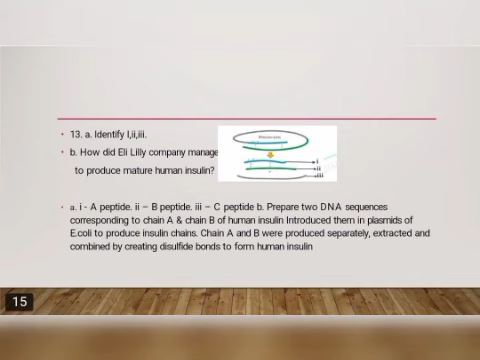 13. a. Identify I,ii,iii.
b. How did Eli Lilly company manage
to produce mature human insulin?
i
ii
iii
a. i - A peptide. ii – B peptide. iii – C peptide b. Prepare two DNA sequences
corresponding to chain A & chain B of human insulin Introduced them in plasmids of
E.coli to produce insulin chains. Chain A and B were produced separately, extracted and
combined by creating disulfide bonds to form human insulin
15